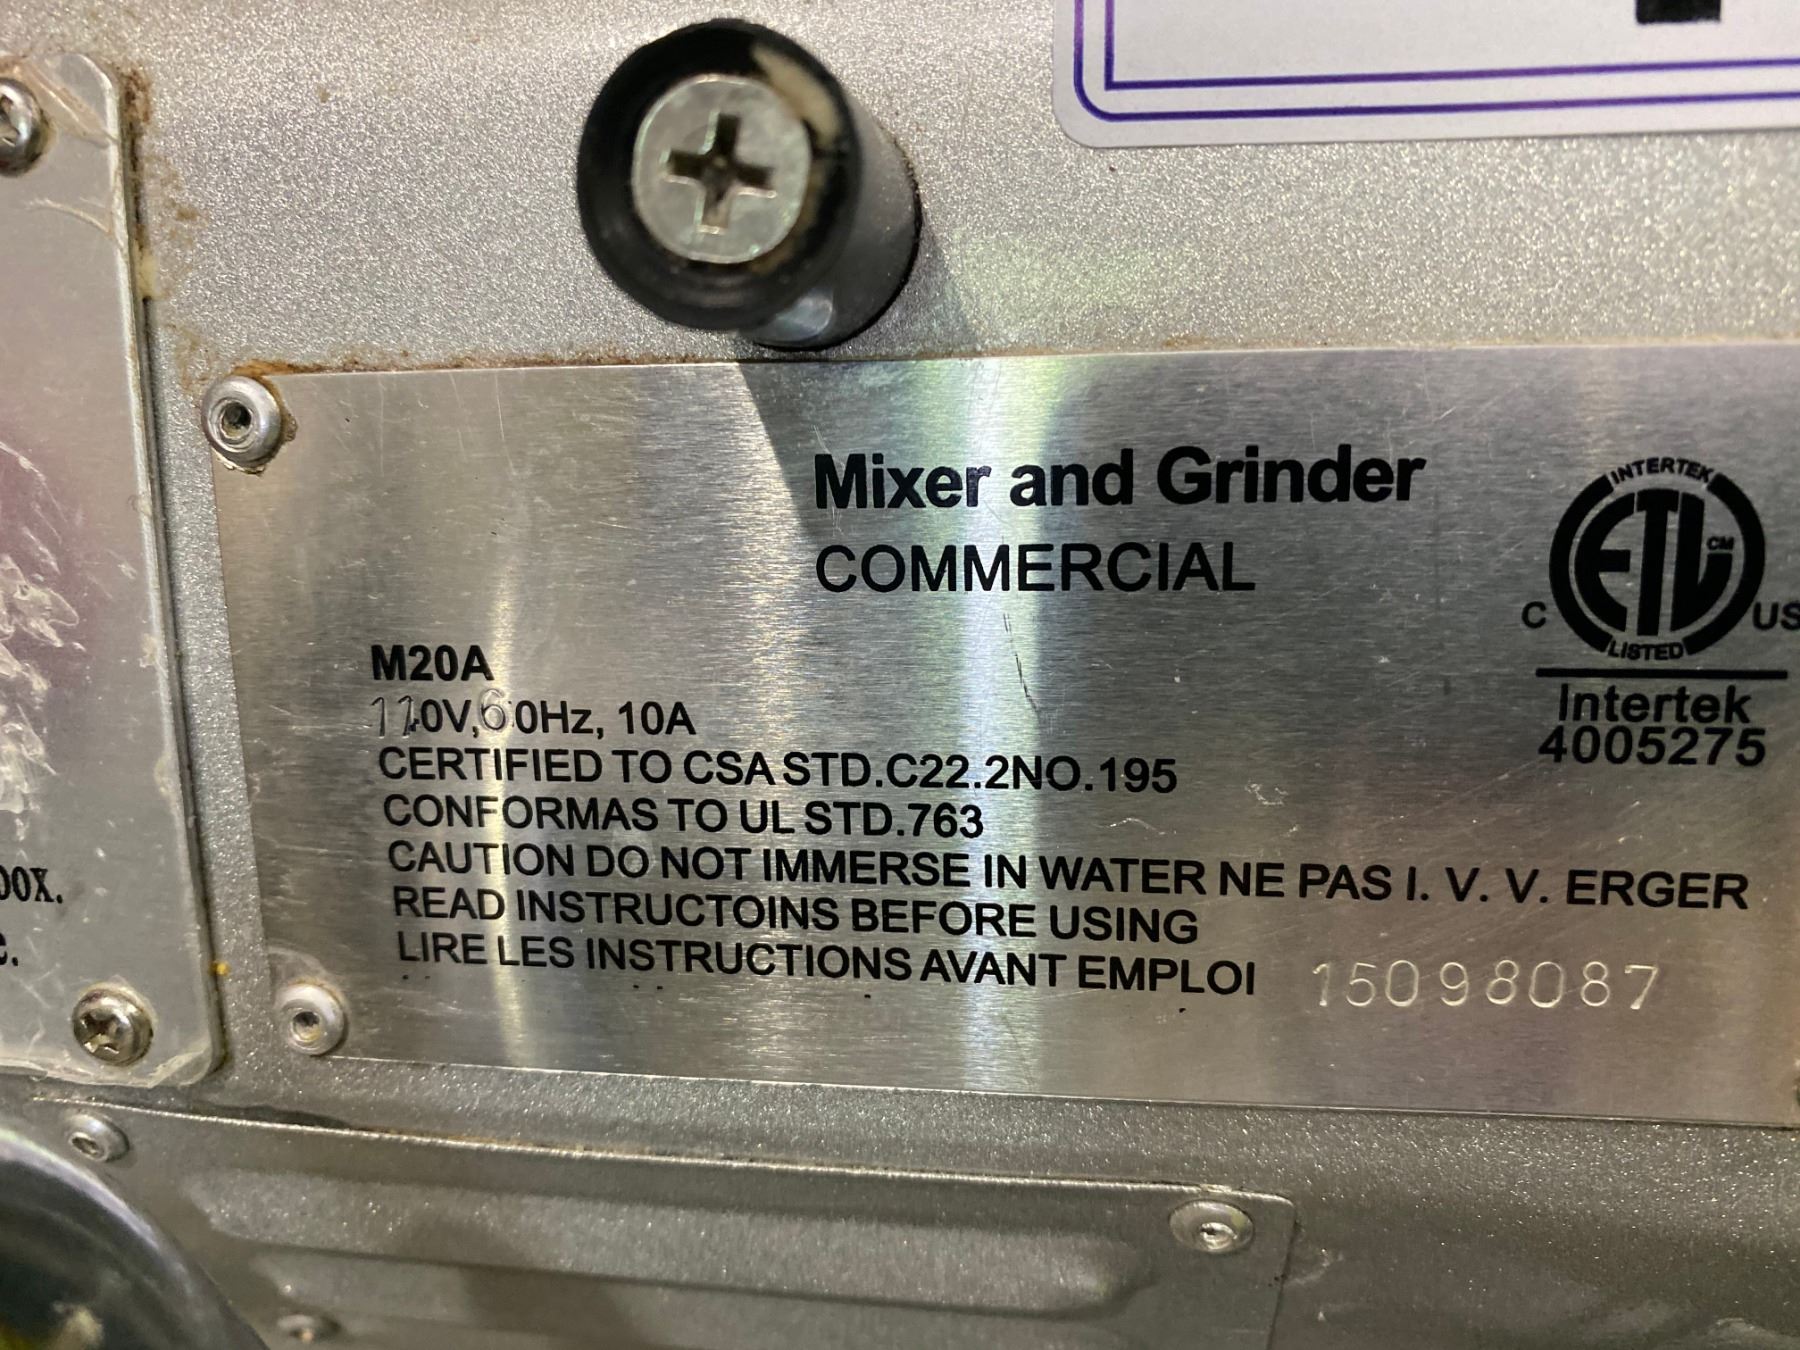 Mixer and Grinder
COMMERCIAL
INTERTEK
ETL CM
C US
LISTED
Intertek
4005275
M20A
110V,60Hz, 10A
CERTIFIED TO CSA STD.C22.2NO.195
CONFORMAS TO UL STD.763
CAUTION DO NOT IMMERSE IN WATER NE PAS I. V. V. ERGER
READ INSTRUCTOINS BEFORE USING
LIRE LES INSTRUCTIONS AVANT EMPLOI 15098087